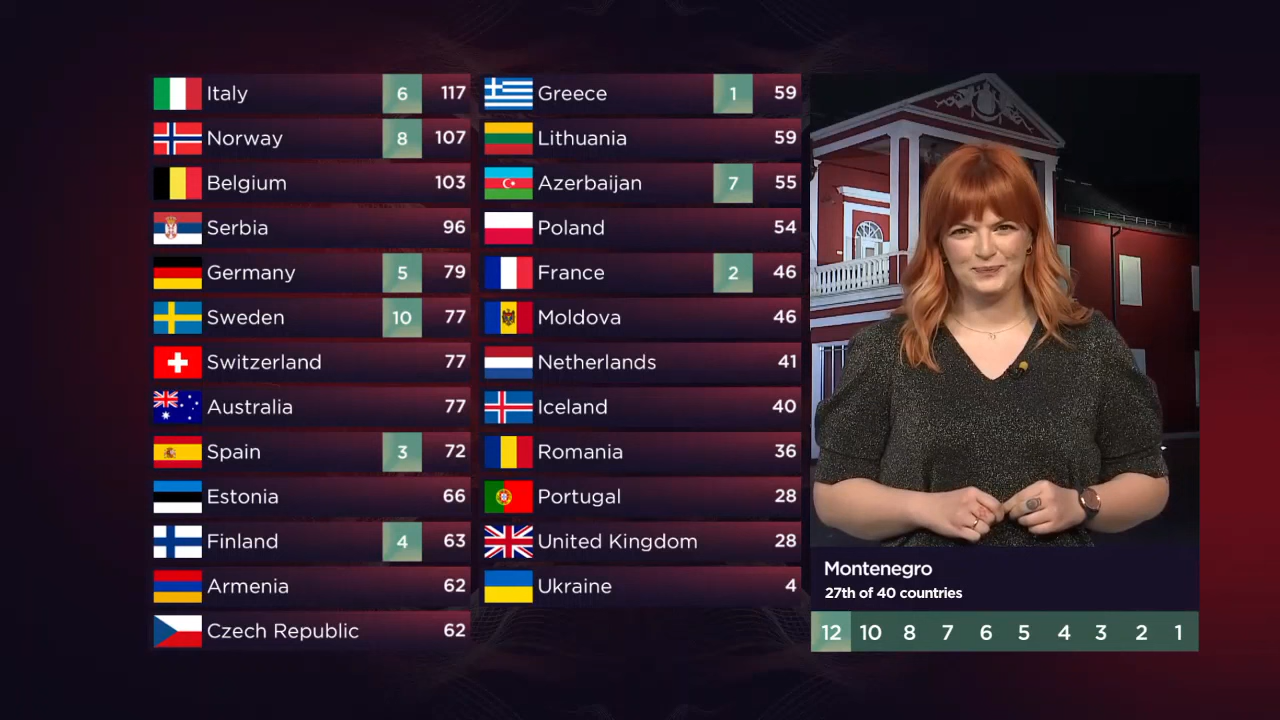 Italy 6 117
Norway 8 107
Belgium 103
Serbia 96
Germany 5 79
Sweden 10 77
Switzerland 77
Australia 77
Spain 3 72
Estonia 66
Finland 4 63
Armenia 62
Czech Republic 62
Greece 1 59
Lithuania 59
Azerbaijan 7 55
Poland 54
France 2 46
Moldova 46
Netherlands 41
Iceland 40
Romania 36
Portugal 28
United Kingdom 28
Ukraine 4
Montenegro
27th of 40 countries
12 10 8 7 6 5 4 3 2 1